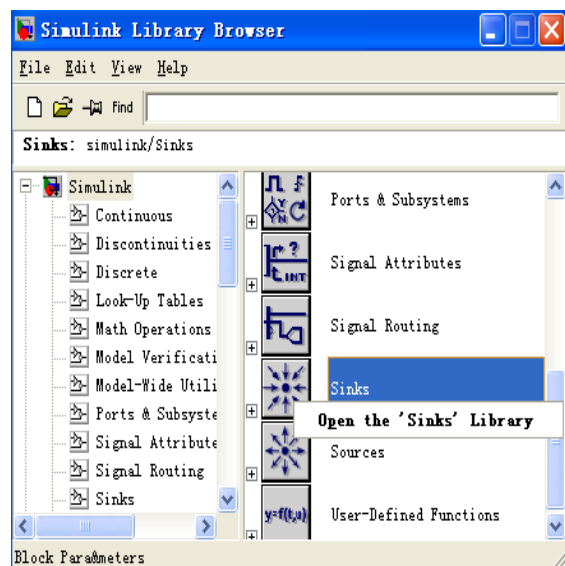 Simulink Library Browser
File Edit View Help
Find
Sinks: simulink/Sinks
Simulink
Continuous
Discontinuities
Discrete
Look-Up Tables
Math Operations
Model Verificati
Model-Wide Utili
Ports & Subsyste
Signal Attribute
Signal Routing
Sinks
Ports & Subsystems
Signal Attributes
Signal Routing
Sinks
Open the 'Sinks' Library
Sources
y=f(t,u)
User-Defined Functions
Block Para&meters